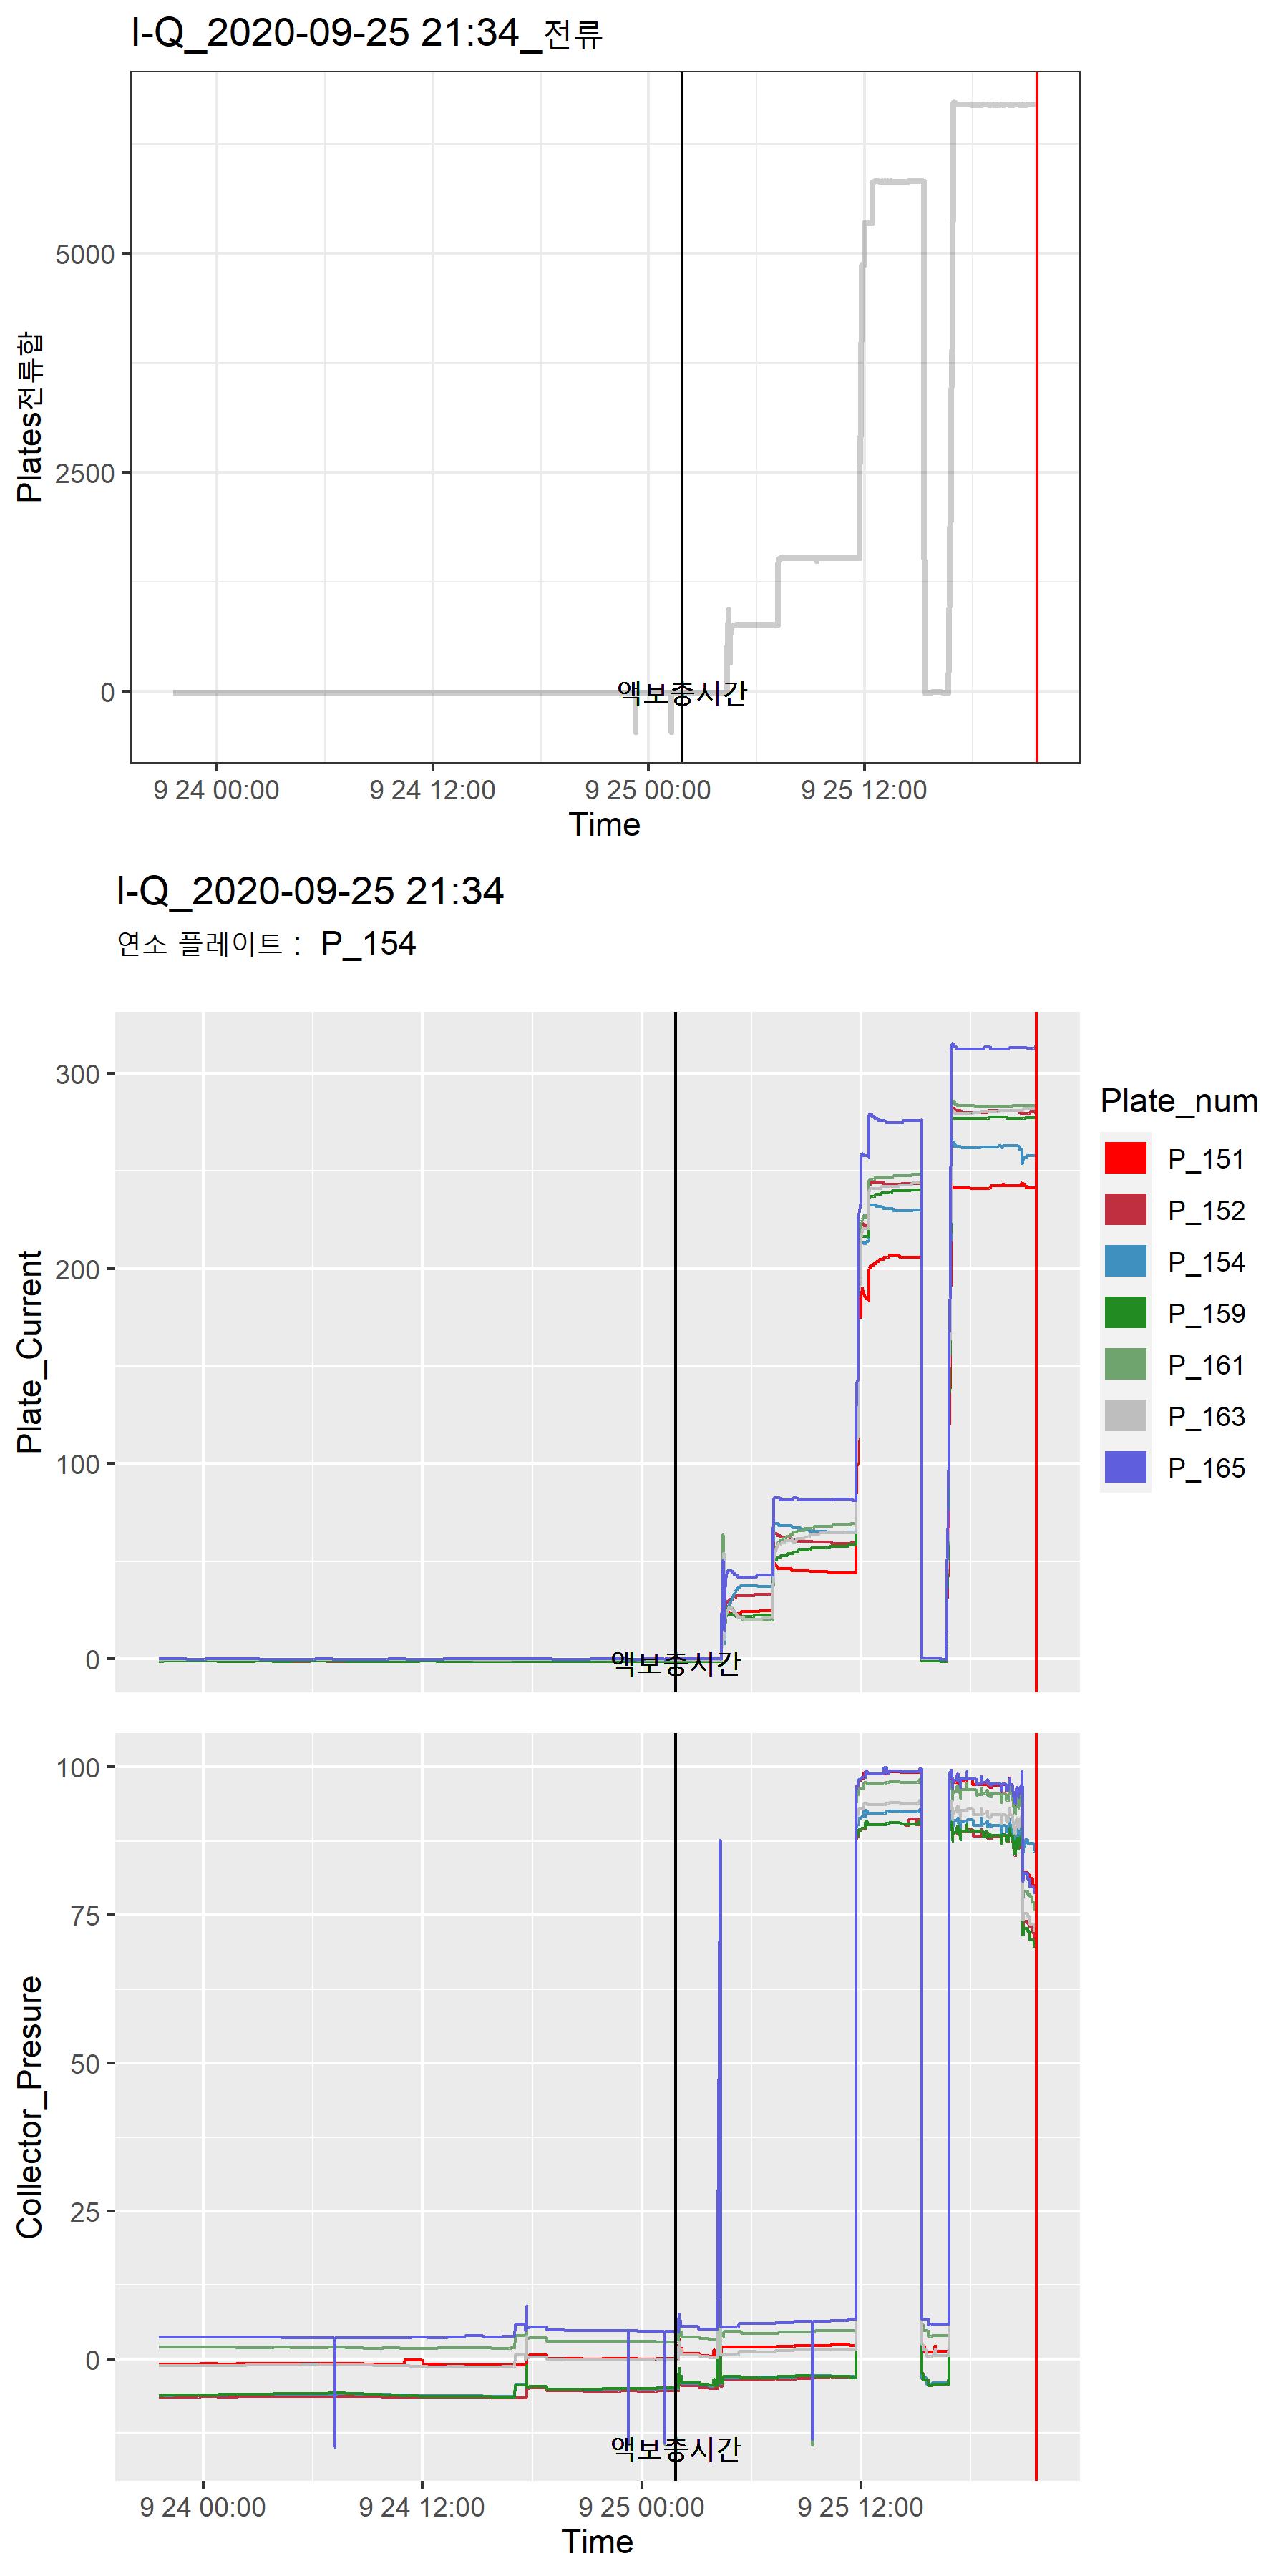 I-Q_2020-09-25 21:34_전류
Plates전류합
5000
2500
0
액보충시간
9 24 00:00
9 24 12:00
9 25 00:00
9 25 12:00
Time
I-Q_2020-09-25 21:34
연소 플레이트 : P_154
Plate_Current
300
200
100
0
액보충시간
Plate_num
P_151
P_152
P_154
P_159
P_161
P_163
P_165
Collector_Presure
100
75
50
25
0
액보충시간
9 24 00:00
9 24 12:00
9 25 00:00
9 25 12:00
Time